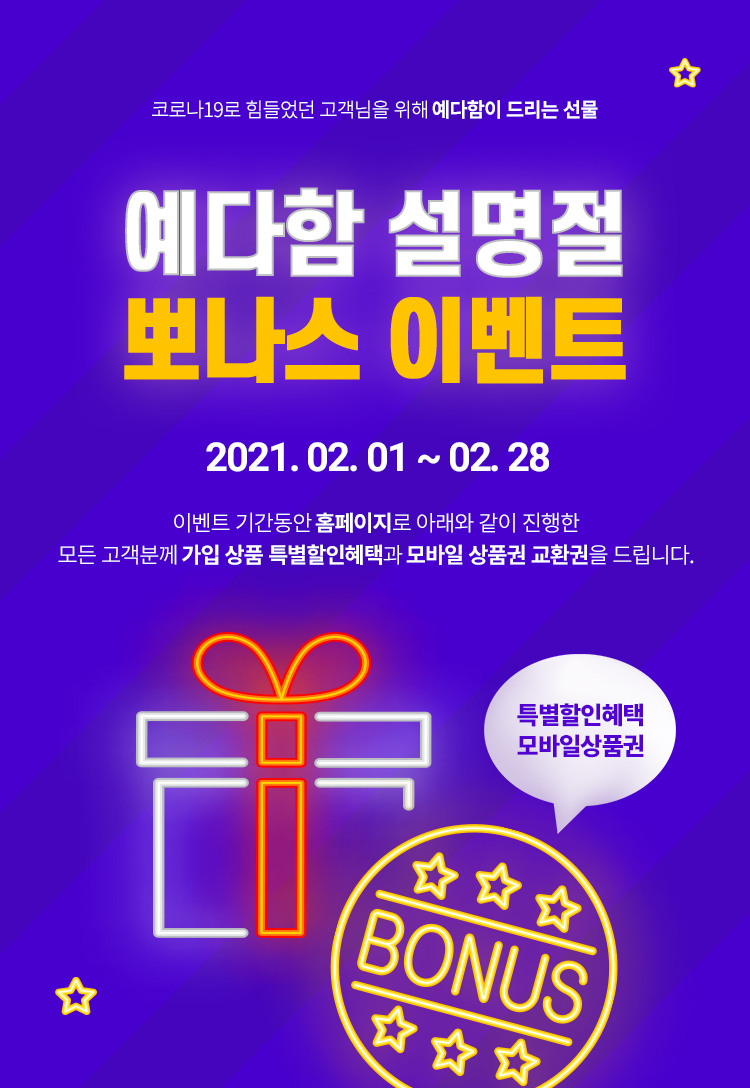 코로나19로 힘들었던 고객님을 위해 예다함이 드리는 선물
예다함 설명절
뽀나스 이벤트
2021. 02. 01 ~ 02. 28
이벤트 기간동안 홈페이지로 아래와 같이 진행한
모든 고객분께 가입 상품 특별할인혜택과 모바일 상품권 교환권을 드립니다.
특별할인혜택
모바일상품권
BONUS